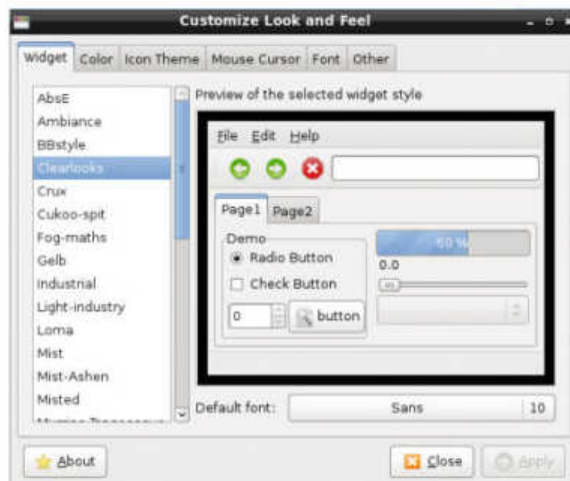 Customize Look and Feel
Widget Color Icon Theme Mouse Cursor Font Other
AbsE
Ambiance
BBstyle
Clearlooks
Crux
Cukoo-spit
Fog-maths
Gelb
Industrial
Light-industry
Loma
Mist
Mist-Ashen
Misted
Preview of the selected widget style
File Edit Help
Page1 Page2
Demo
Radio Button
Check Button
0 button
60 %
0.0
Default font: Sans 10
About Close Apply